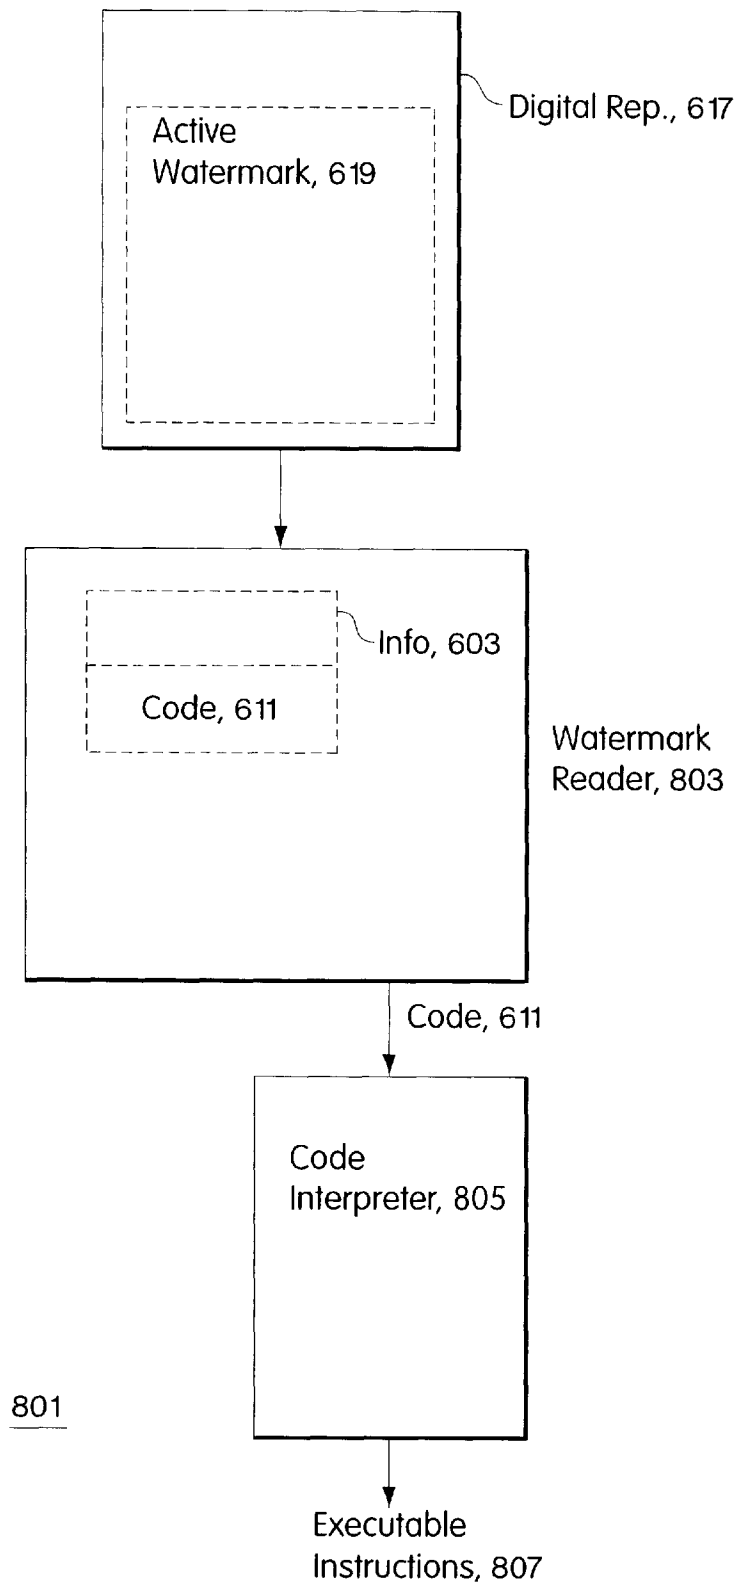 Digital Rep., 617
Active
Watermark, 619
Info, 603
Code, 611
Watermark
Reader, 803
Code, 611
Code
Interpreter, 805
801
Executable
Instructions, 807